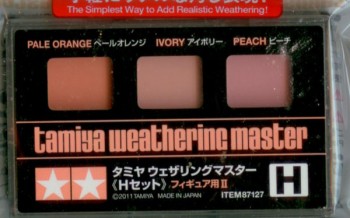 The Simplest Way to Add Realistic Weathering!
PALE ORANGE ペールオレンジ IVORY アイボリー PEACH ピーチ
tamiya weathering master
タミヤ ウェザリングマスター
《Hセット》フィギュア用II
H
©2011TAMIYA MADE IN JAPAN ITEM87127